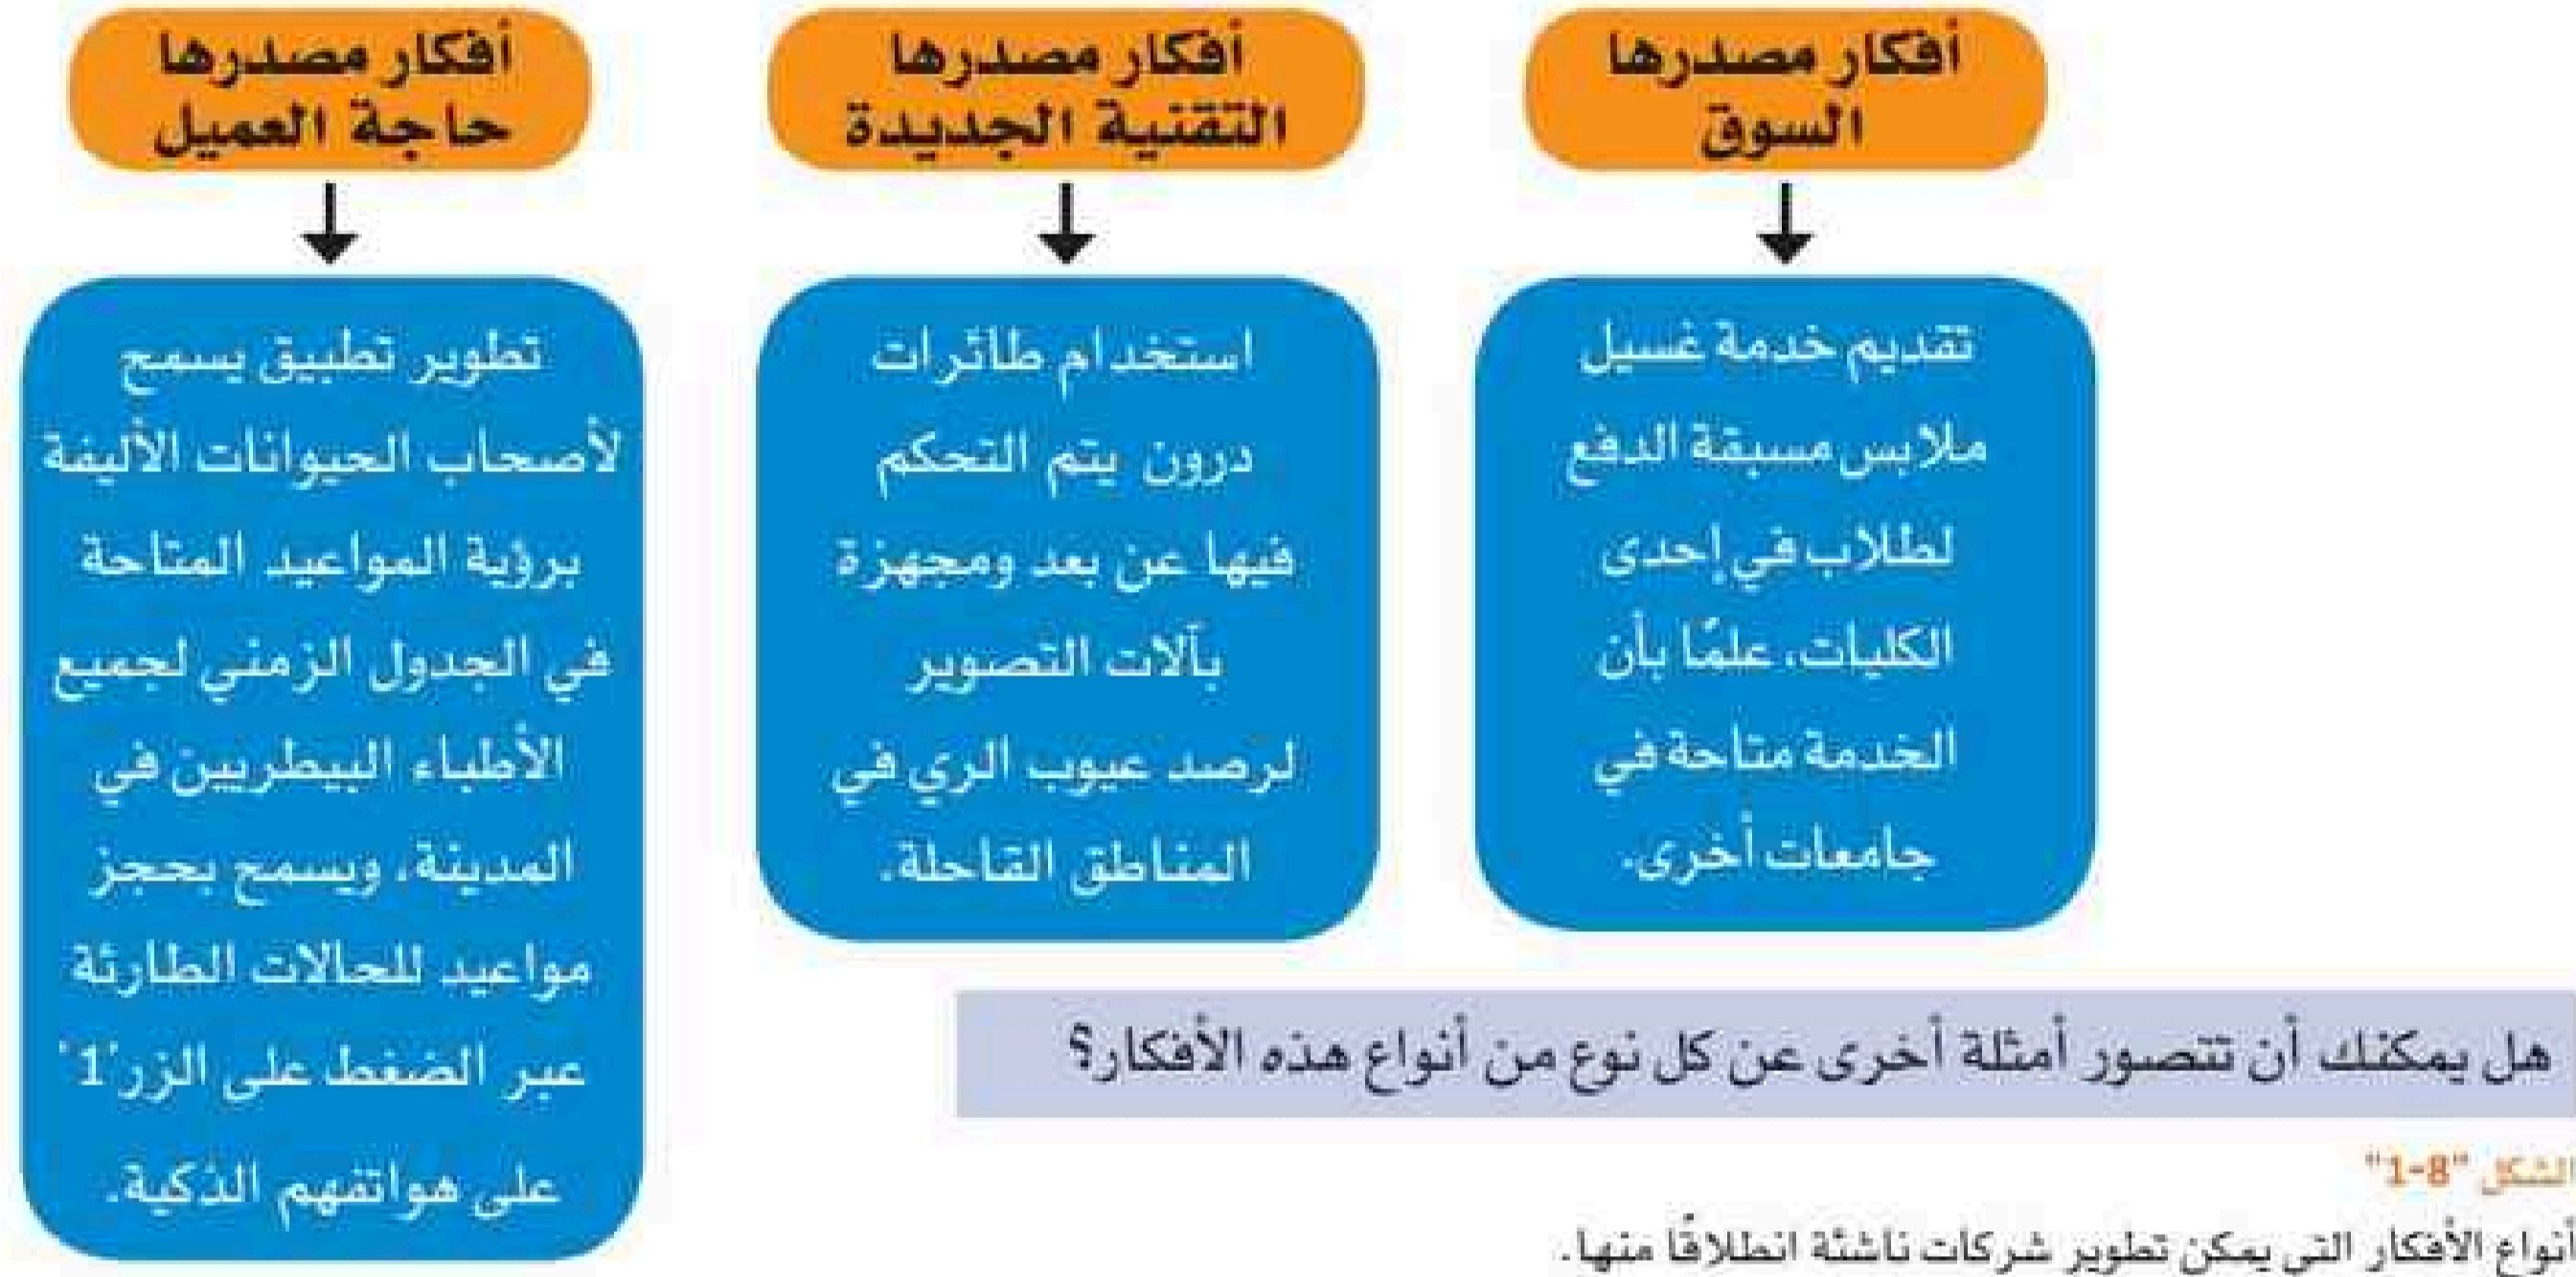 أفكار مصدرها
السوق
تقديم خدمة غسيل
ملابس مسبقة الدفع
لطلاب في إحدى
الكليات، علمًا بأن
الخدمة متاحة في
جامعات أخرى.
أفكار مصدرها
التقنية الجديدة
استخدام طائرات
درون يتم التحكم
فيها عن بعد ومجهزة
بآلات التصوير
لرصد عيوب الري في
المناطق القاحلة.
أفكار مصدرها
حاجة العميل
تطوير تطبيق يسمح
لأصحاب الحيوانات الأليفة
برؤية المواعيد المتاحة
في الجدول الزمني لجميع
الأطباء البيطريين في
المدينة، ويسمح بحجز
مواعيد للحالات الطارئة
عبر الضغط على الزر '1'
على هواتفهم الذكية.
هل يمكنك أن تتصور أمثلة أخرى عن كل نوع من أنواع هذه الأفكار؟
الشكل "8-1"
أنواع الأفكار التي يمكن تطوير شركات ناشئة انطلاقًا منها.